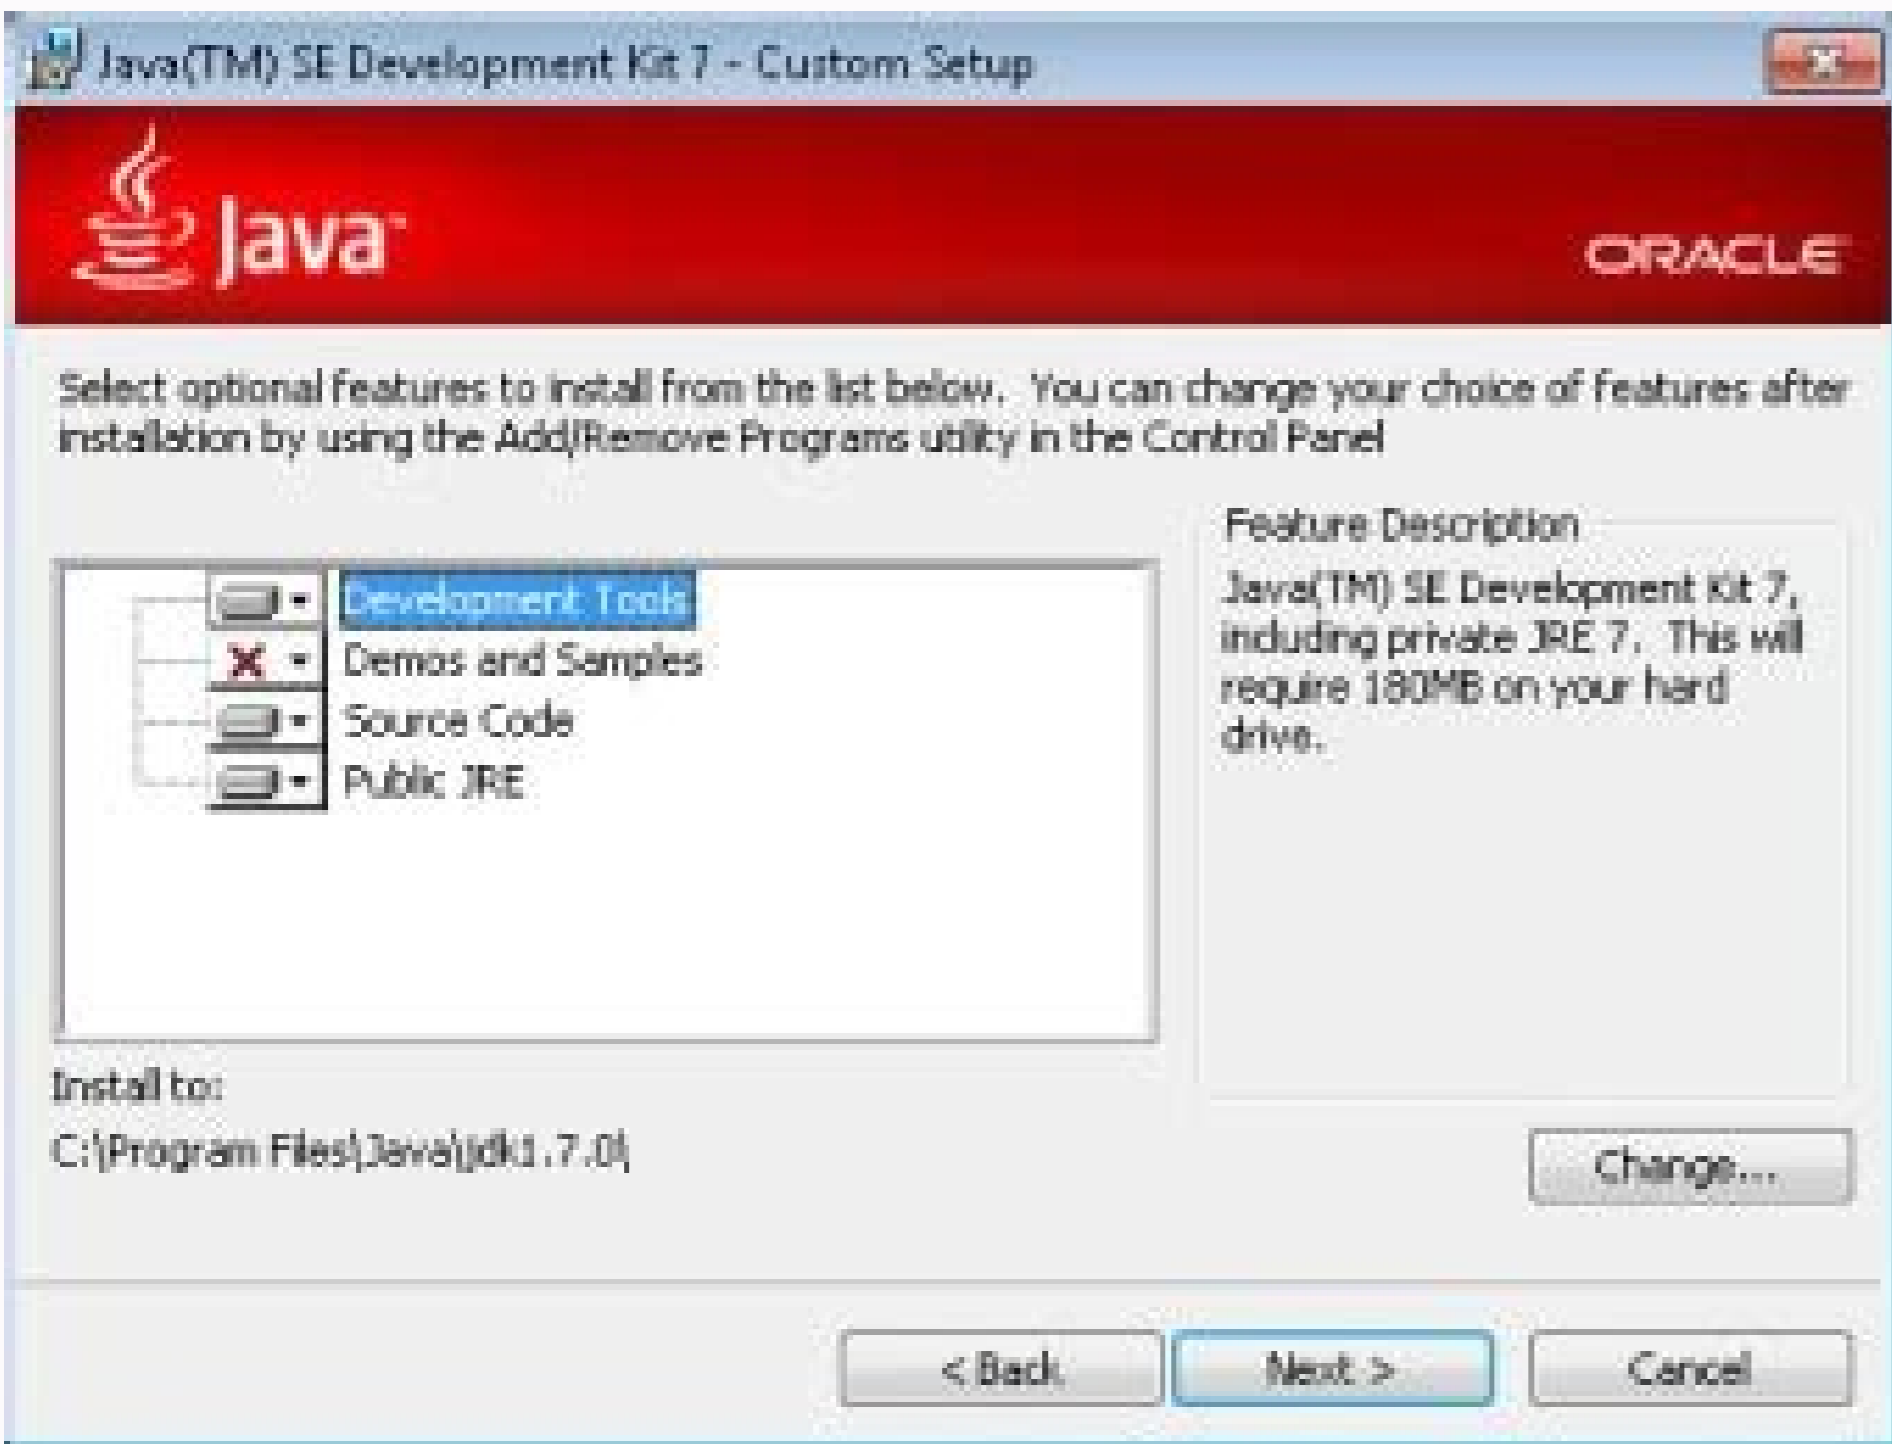 Java(TM) SE Development Kit 7 - Custom Setup
Java™
ORACLE
Select optional features to install from the list below. You can change your choice of features after
installation by using the Add/Remove Programs utility in the Control Panel
Development Tools
Demos and Samples
Source Code
Public JRE
Feature Description
Java(TM) SE Development Kit 7,
including private JRE 7. This will
require 180MB on your hard
drive.
Install to:
C:\Program Files\Java\jdk1.7.0\
Change...
< Back
Next >
Cancel